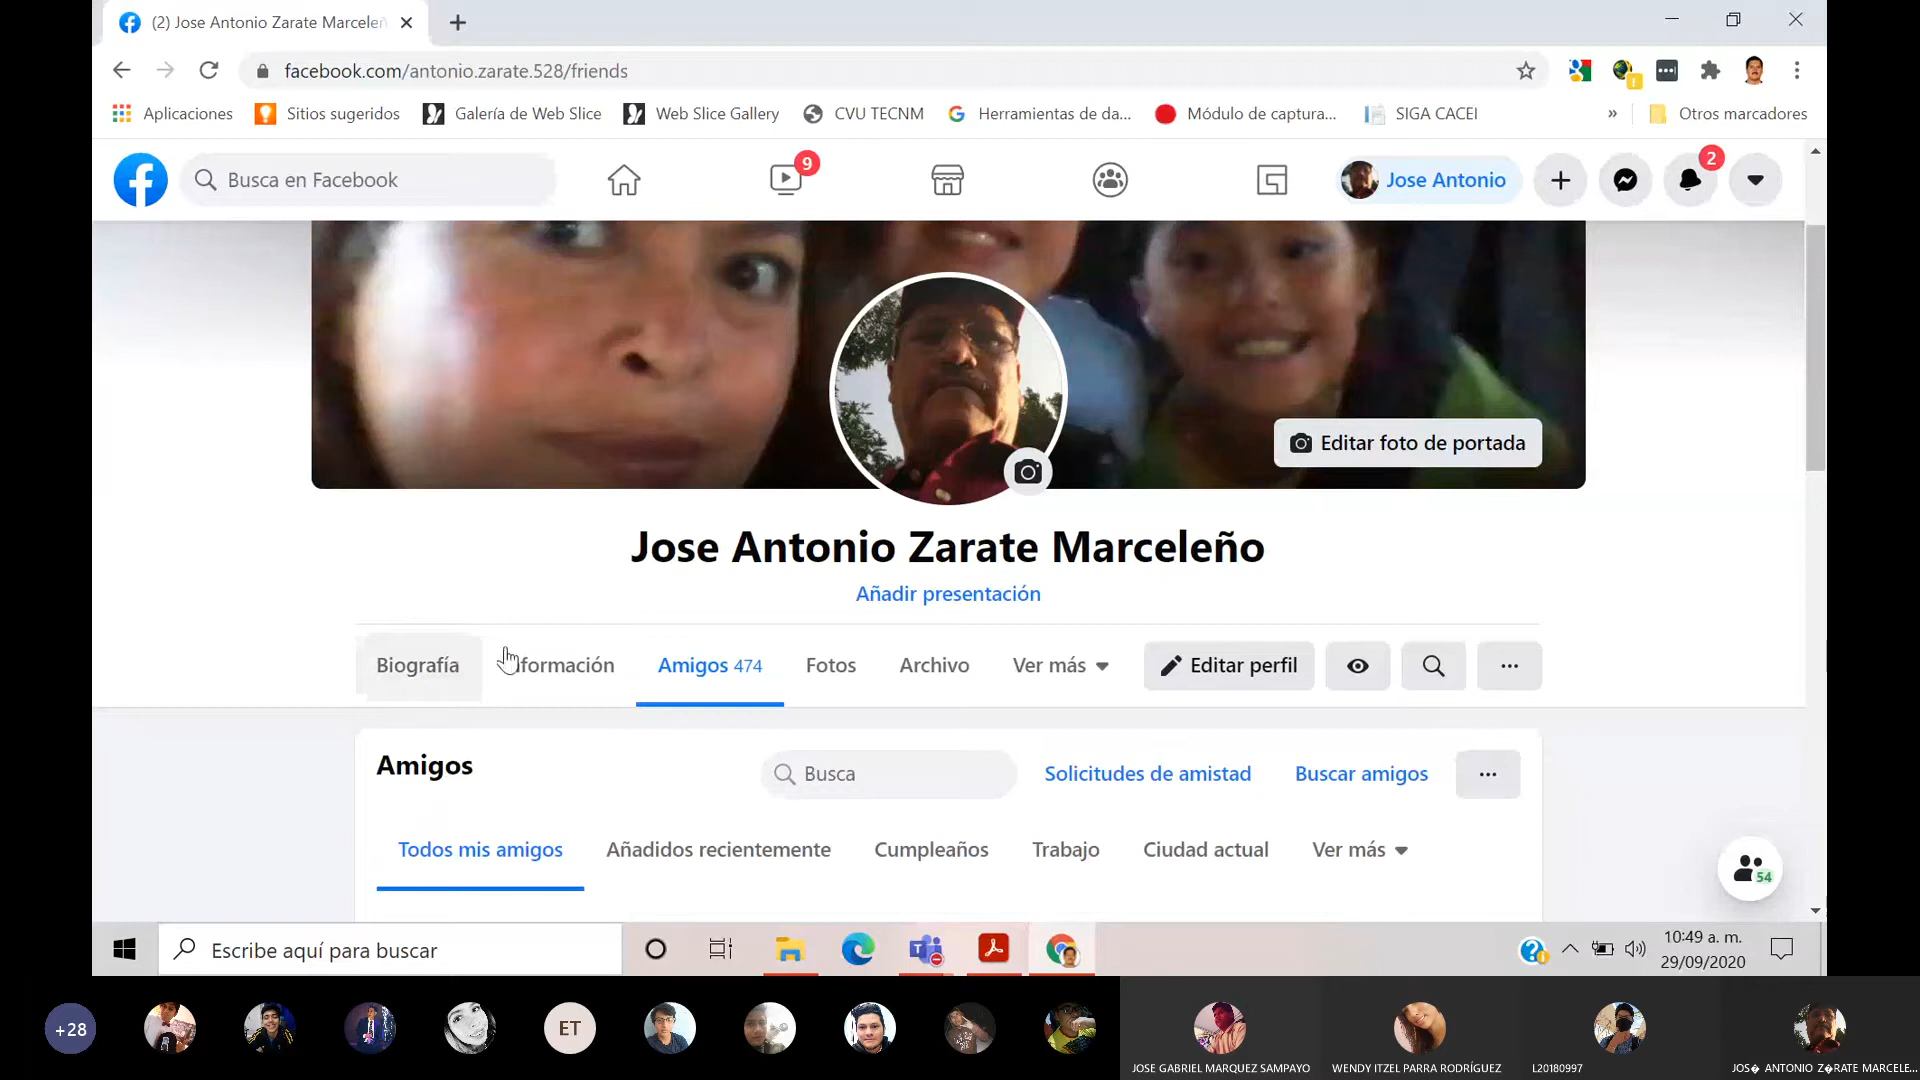 (2) Jose Antonio Zarate Marceleñ
facebook.com/antonio.zarate.528/friends
Aplicaciones Sitios sugeridos Galería de Web Slice Web Slice Gallery CVU TECNM Herramientas de da... Módulo de captura... SIGA CACEI » Otros marcadores
Busca en Facebook 9 Jose Antonio 2
Editar foto de portada
Jose Antonio Zarate Marceleño
Añadir presentación
Biografía nformación Amigos 474 Fotos Archivo Ver más Editar perfil ...
Amigos Busca Solicitudes de amistad Buscar amigos ...
Todos mis amigos Añadidos recientemente Cumpleaños Trabajo Ciudad actual Ver más
54
Escribe aquí para buscar 10:49 a. m.
29/09/2020
+28 ET
JOSE GABRIEL MARQUEZ SAMPAYO WENDY ITZEL PARRA RODRÍGUEZ L20180997 JOS� ANTONIO Z�RATE MARCELE...